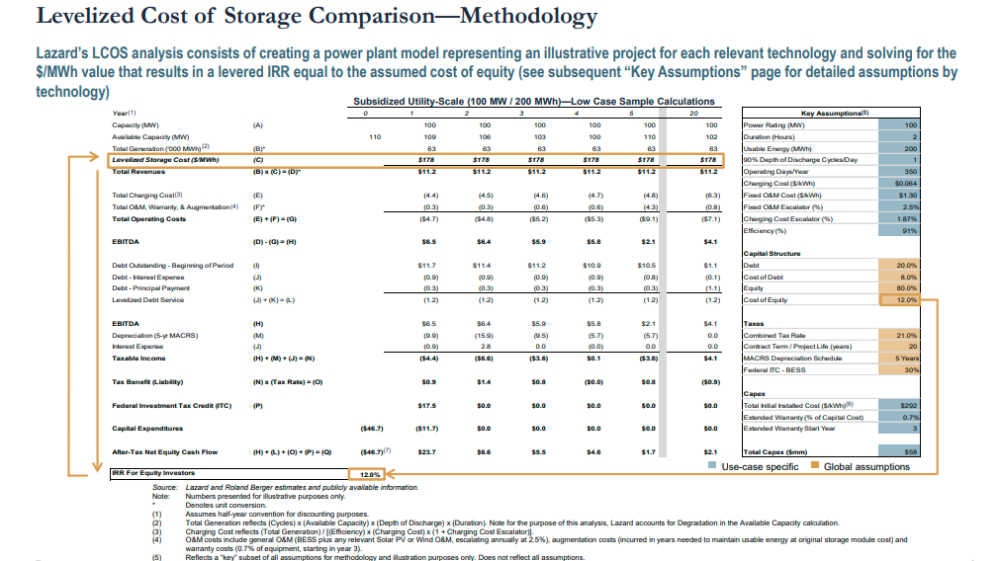 Levelized Cost of Storage Comparison—Methodology
Lazard's LCOS analysis consists of creating a power plant model representing an illustrative project for each relevant technology and solving for the
$/MWh value that results in a levered IRR equal to the assumed cost of equity (see subsequent "Key Assumptions" page for detailed assumptions by
technology)
Subsidized Utility-Scale (100 MW / 200 MWh)—Low Case Sample Calculations
Year(1) 0 1 2 3 4 5 20
Capacity (MW) (A) 100 100 100 100 100 100
Available Capacity (MW) 110 109 106 103 100 110 102
Total Generation ('000 MWh)(2) (B)* 63 63 63 63 63 63
Levelized Storage Cost ($/MWh) (C) $178 $178 $178 $178 $178 $178
Total Revenues (B) x (C) = (D)* $11.2 $11.2 $11.2 $11.2 $11.2 $11.2
Total Charging Cost(3) (E) (4.4) (4.5) (4.6) (4.7) (4.8) (6.3)
Total O&M, Warranty, & Augmentation(4) (F)* (0.3) (0.3) (0.6) (0.6) (4.3) (0.8)
Total Operating Costs (E) + (F) = (G) ($4.7) ($4.8) ($5.2) ($5.3) ($9.1) ($7.1)
EBITDA (D) - (G) = (H) $6.5 $6.4 $5.9 $5.8 $2.1 $4.1
Debt Outstanding - Beginning of Period (I) $11.7 $11.4 $11.2 $10.9 $10.5 $1.1
Debt - Interest Expense (J) (0.9) (0.9) (0.9) (0.9) (0.8) (0.1)
Debt - Principal Payment (K) (0.3) (0.3) (0.3) (0.3) (0.3) (1.1)
Levelized Debt Service (J) + (K) = (L) (1.2) (1.2) (1.2) (1.2) (1.2) (1.2)
EBITDA (H) $6.5 $6.4 $5.9 $5.8 $2.1 $4.1
Depreciation (5-yr MACRS) (M) (9.9) (15.9) (9.5) (5.7) (5.7) 0.0
Interest Expense (J) (0.9) 2.8 0.0 (0.0) 0.0 0.0
Taxable Income (H) + (M) + (J) = (N) ($4.4) ($6.6) ($3.6) $0.1 ($3.6) $4.1
Tax Benefit (Liability) (N) x (Tax Rate) = (O) $0.9 $1.4 $0.8 ($0.0) $0.8 ($0.9)
Federal Investment Tax Credit (ITC) (P) $17.5 $0.0 $0.0 $0.0 $0.0 $0.0
Capital Expenditures ($46.7) ($11.7) $0.0 $0.0 $0.0 $0.0 $0.0
After-Tax Net Equity Cash Flow (H) + (L) + (O) + (P) = (Q) ($46.7)(7) $23.7 $6.6 $5.5 $4.6 $1.7 $2.1
IRR For Equity Investors 12.0%
Key Assumptions(5)
Power Rating (MW) 100
Duration (Hours) 2
Usable Energy (MWh) 200
90% Depth of Discharge Cycles/Day 1
Operating Days/Year 350
Charging Cost ($/kWh) $0.064
Fixed O&M Cost ($/kWh) $1.30
Fixed O&M Escalator (%) 2.5%
Charging Cost Escalator (%) 1.87%
Efficiency (%) 91%
Capital Structure
Debt 20.0%
Cost of Debt 8.0%
Equity 80.0%
Cost of Equity 12.0%
Taxes
Combined Tax Rate 21.0%
Contract Term / Project Life (years) 20
MACRS Depreciation Schedule 5 Years
Federal ITC - BESS 30%
Capex
Total Initial Installed Cost ($/kWh)(6) $292
Extended Warranty (% of Capital Cost) 0.7%
Extended Warranty Start Year 3
Total Capex ($mm) $58
Use-case specific Global assumptions
Source: Lazard and Roland Berger estimates and publicly available information.
Note: Numbers presented for illustrative purposes only.
* Denotes unit conversion.
(1) Assumes half-year convention for discounting purposes.
(2) Total Generation reflects (Cycles) x (Available Capacity) x (Depth of Discharge) x (Duration). Note for the purpose of this analysis, Lazard accounts for Degradation in the Available Capacity calculation.
(3) Charging Cost reflects (Total Generation) / [(Efficiency) x (Charging Cost) x (1 + Charging Cost Escalator)].
(4) O&M costs include general O&M (BESS plus any relevant Solar PV or Wind O&M, escalating annually at 2.5%), augmentation costs (incurred in years needed to maintain usable energy at original storage module cost) and
warranty costs (0.7% of equipment, starting in year 3).
(5) Reflects a "key" subset of all assumptions for methodology and illustration purposes only. Does not reflect all assumptions.